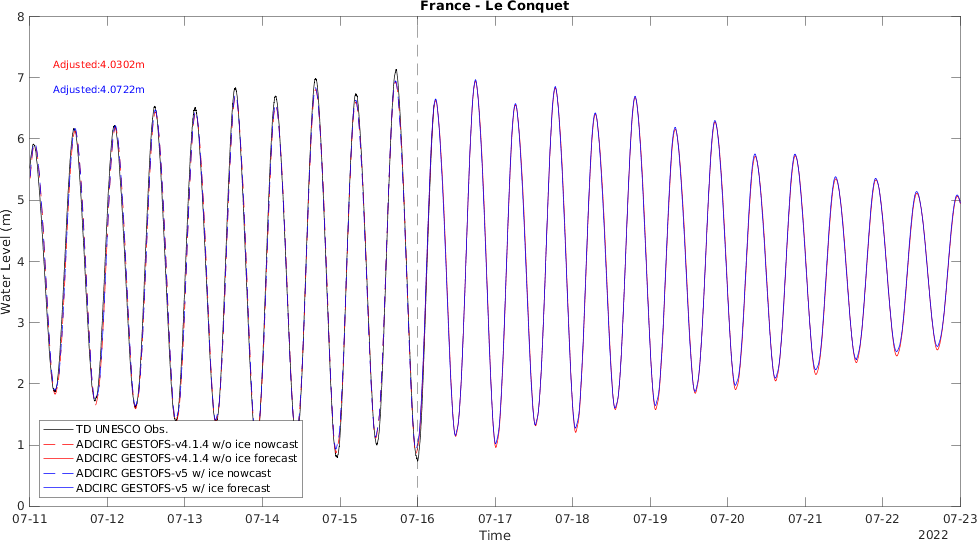 France - Le Conquet
8
Adjusted:4.0302m
7
Adjusted:4.0722m
6
5
Water Level (m)
4
3
2
TD UNESCO Obs.
ADCIRC GESTOFS-v4.1.4 w/o ice nowcast
1
ADCIRC GESTOFS-v4.1.4 w/o ice forecast
ADCIRC GESTOFS-v5 w/ ice nowcast
ADCIRC GESTOFS-v5 w/ ice forecast
0
07-11 07-12 07-13 07-14 07-15 07-16 07-17 07-18 07-19 07-20 07-21 07-22 07-23
Time
2022